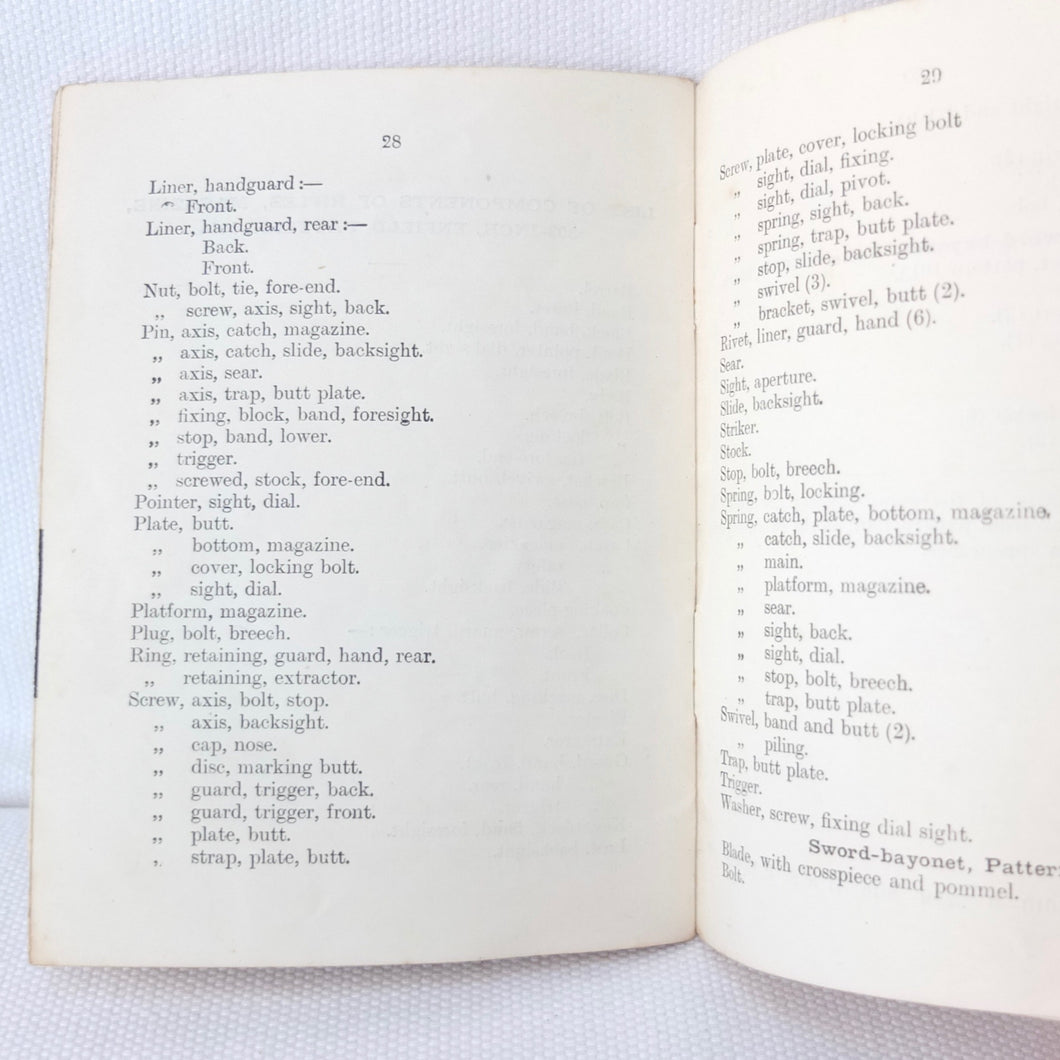 28
Liner, handguard :—
Front.
Liner, handguard, rear :—
Back.
Front.
Nut, bolt, tie, fore-end.
„ screw, axis, sight, back.
Pin, axis, catch, magazine.
„ axis, catch, slide, backsight.
„ axis, sear.
„ axis, trap, butt plate.
„ fixing, block, band, foresight.
„ stop, band, lower.
„ trigger.
„ screwed, stock, fore-end.
Pointer, sight, dial.
Plate, butt.
„ bottom, magazine.
„ cover, locking bolt.
„ sight, dial.
Platform, magazine.
Plug, bolt, breech.
Ring, retaining, guard, hand, rear.
„ retaining, extractor.
Screw, axis, bolt, stop.
„ axis, backsight.
„ cap, nose.
„ disc, marking butt.
„ guard, trigger, back.
„ guard, trigger, front.
„ plate, butt.
„ strap, plate, butt.
29
Screw, plate, cover, locking bolt
„ sight, dial, fixing.
„ sight, dial, pivot.
„ spring, sight, back.
„ spring, trap, butt plate.
„ stop, slide, backsight.
„ swivel (3).
„ bracket, swivel, butt (2).
Rivet, liner, guard, hand (6).
Sear.
Sight, aperture.
Slide, backsight.
Striker.
Stock.
Stop, bolt, breech.
Spring, bolt, locking.
Spring, catch, plate, bottom, magazine.
„ catch, slide, backsight.
„ main.
„ platform, magazine.
„ sear.
„ sight, back.
„ sight, dial.
„ stop, bolt, breech.
„ trap, butt plate.
Swivel, band and butt (2).
„ piling.
Trap, butt plate.
Trigger.
Washer, screw, fixing dial sight.
Sword-bayonet, Patter
Blade, with crosspiece and pommel.
Bolt.